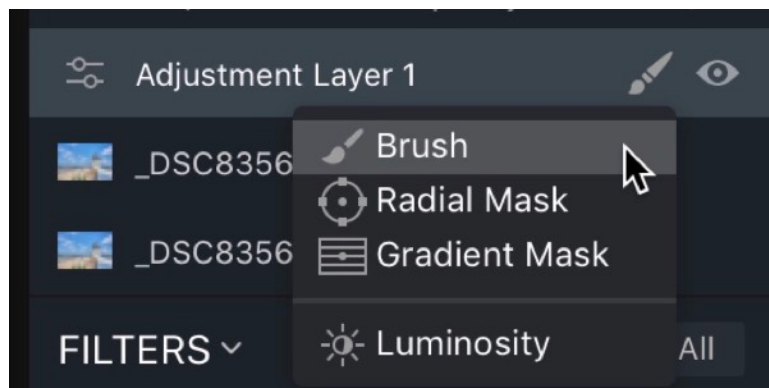 Adjustment Layer 1
Brush
_DSC8356
Radial Mask
_DSC8356
Gradient Mask
FILTERS
Luminosity
All